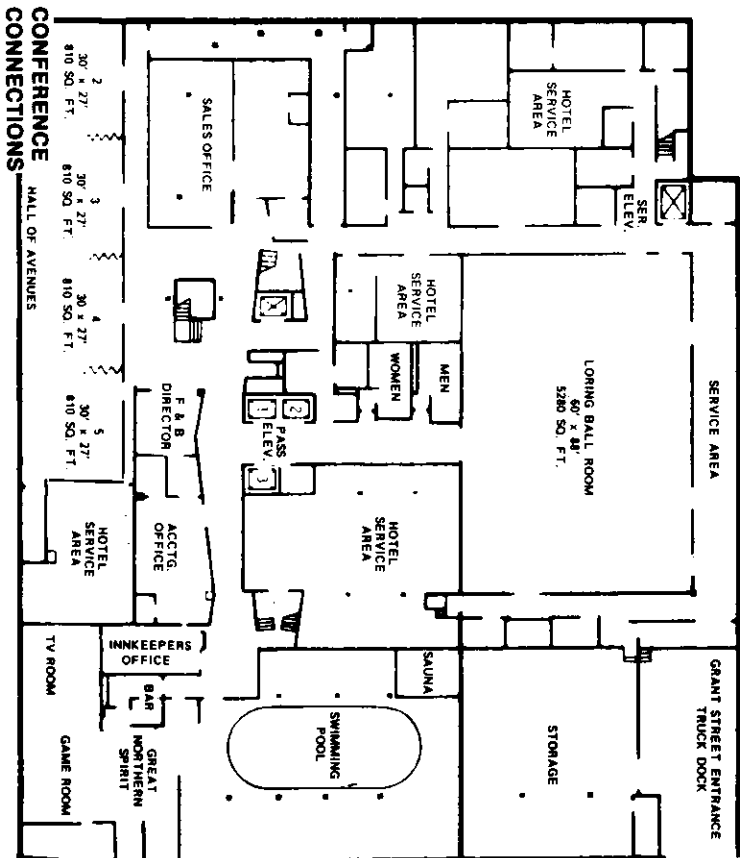 CONFERENCE
CONNECTIONS
HALL OF AVENUES
2
30' x 27'
810 SQ. FT.
3
30' x 27'
810 SQ. FT.
4
30 x 27'
810 SQ. FT.
5
30' x 27'
810 SQ. FT.
SALES OFFICE
HOTEL
SERVICE
AREA
SER.
ELEV.
HOTEL
SERVICE
AREA
WOMEN
MEN
LORING BALL ROOM
60' x 88'
5280 SQ. FT.
SERVICE AREA
F & B
DIRECTOR
PASS
ELEV.
1
2
3
ACCTG.
OFFICE
HOTEL
SERVICE
AREA
HOTEL
SERVICE
AREA
INNKEEPERS
OFFICE
TV ROOM
BAR
GAME ROOM
GREAT
NORTHERN
SPIRIT
SAUNA
SWIMMING
POOL
STORAGE
GRANT STREET ENTRANCE
TRUCK DOCK